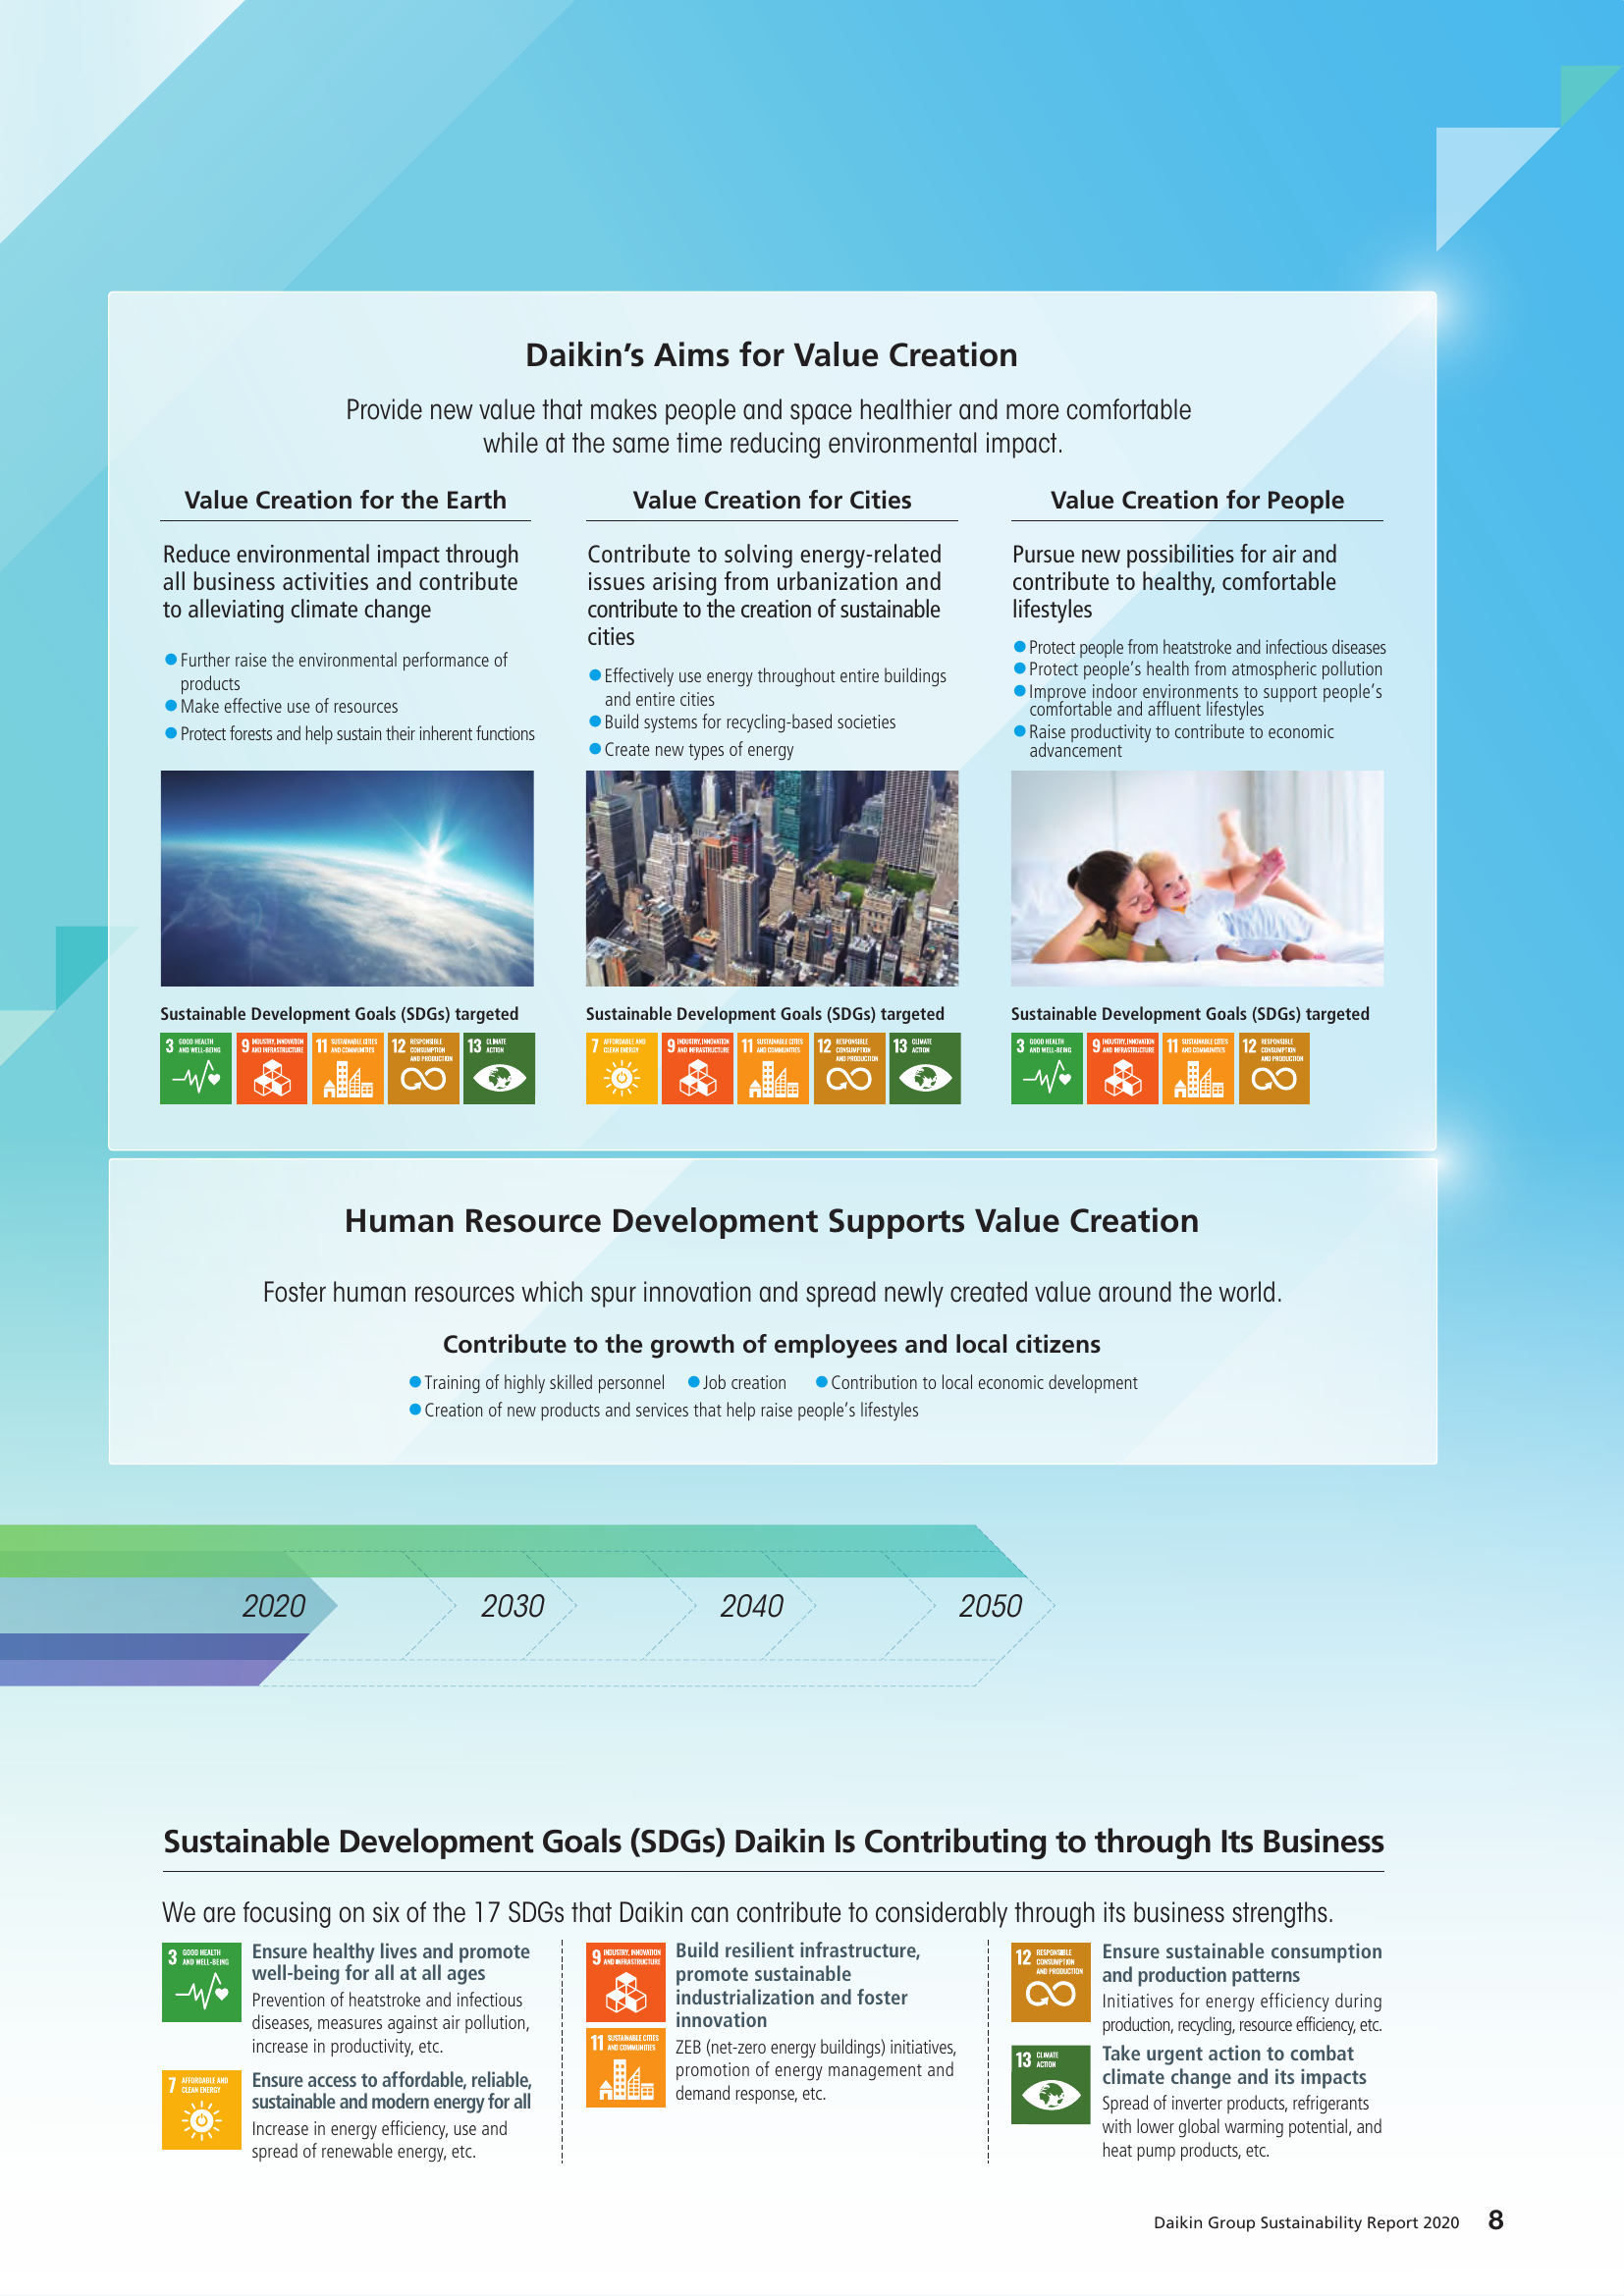 Daikin’s Aims for Value Creation
Provide new value that makes people and space healthier and more comfortable
while at the same time reducing environmental impact.
Value Creation for the Earth
Reduce environmental impact through
all business activities and contribute
to alleviating climate change
●Further raise the environmental performance of
products
●Make effective use of resources
●Protect forests and help sustain their inherent functions
Sustainable Development Goals (SDGs) targeted
3 GOOD HEALTH
AND WELL-BEING
9 INDUSTRY, INNOVATION
AND INFRASTRUCTURE
11 SUSTAINABLE CITIES
AND COMMUNITIES
12 RESPONSIBLE
CONSUMPTION
AND PRODUCTION
13 CLIMATE
ACTION
Value Creation for Cities
Contribute to solving energy-related
issues arising from urbanization and
contribute to the creation of sustainable
cities
●Effectively use energy throughout entire buildings
and entire cities
●Build systems for recycling-based societies
●Create new types of energy
Sustainable Development Goals (SDGs) targeted
7 AFFORDABLE AND
CLEAN ENERGY
9 INDUSTRY, INNOVATION
AND INFRASTRUCTURE
11 SUSTAINABLE CITIES
AND COMMUNITIES
12 RESPONSIBLE
CONSUMPTION
AND PRODUCTION
13 CLIMATE
ACTION
Value Creation for People
Pursue new possibilities for air and
contribute to healthy, comfortable
lifestyles
●Protect people from heatstroke and infectious diseases
●Protect people’s health from atmospheric pollution
●Improve indoor environments to support people’s
comfortable and affluent lifestyles
●Raise productivity to contribute to economic
advancement
Sustainable Development Goals (SDGs) targeted
3 GOOD HEALTH
AND WELL-BEING
9 INDUSTRY, INNOVATION
AND INFRASTRUCTURE
11 SUSTAINABLE CITIES
AND COMMUNITIES
12 RESPONSIBLE
CONSUMPTION
AND PRODUCTION
Human Resource Development Supports Value Creation
Foster human resources which spur innovation and spread newly created value around the world.
Contribute to the growth of employees and local citizens
●Training of highly skilled personnel ●Job creation ●Contribution to local economic development
●Creation of new products and services that help raise people’s lifestyles
2020 2030 2040 2050
Sustainable Development Goals (SDGs) Daikin Is Contributing to through Its Business
We are focusing on six of the 17 SDGs that Daikin can contribute to considerably through its business strengths.
3 GOOD HEALTH
AND WELL-BEING
Ensure healthy lives and promote
well-being for all at all ages
Prevention of heatstroke and infectious
diseases, measures against air pollution,
increase in productivity, etc.
7 AFFORDABLE AND
CLEAN ENERGY
Ensure access to affordable, reliable,
sustainable and modern energy for all
Increase in energy efficiency, use and
spread of renewable energy, etc.
9 INDUSTRY, INNOVATION
AND INFRASTRUCTURE
11 SUSTAINABLE CITIES
AND COMMUNITIES
Build resilient infrastructure,
promote sustainable
industrialization and foster
innovation
ZEB (net-zero energy buildings) initiatives,
promotion of energy management and
demand response, etc.
12 RESPONSIBLE
CONSUMPTION
AND PRODUCTION
Ensure sustainable consumption
and production patterns
Initiatives for energy efficiency during
production, recycling, resource efficiency, etc.
13 CLIMATE
ACTION
Take urgent action to combat
climate change and its impacts
Spread of inverter products, refrigerants
with lower global warming potential, and
heat pump products, etc.
Daikin Group Sustainability Report 2020 8